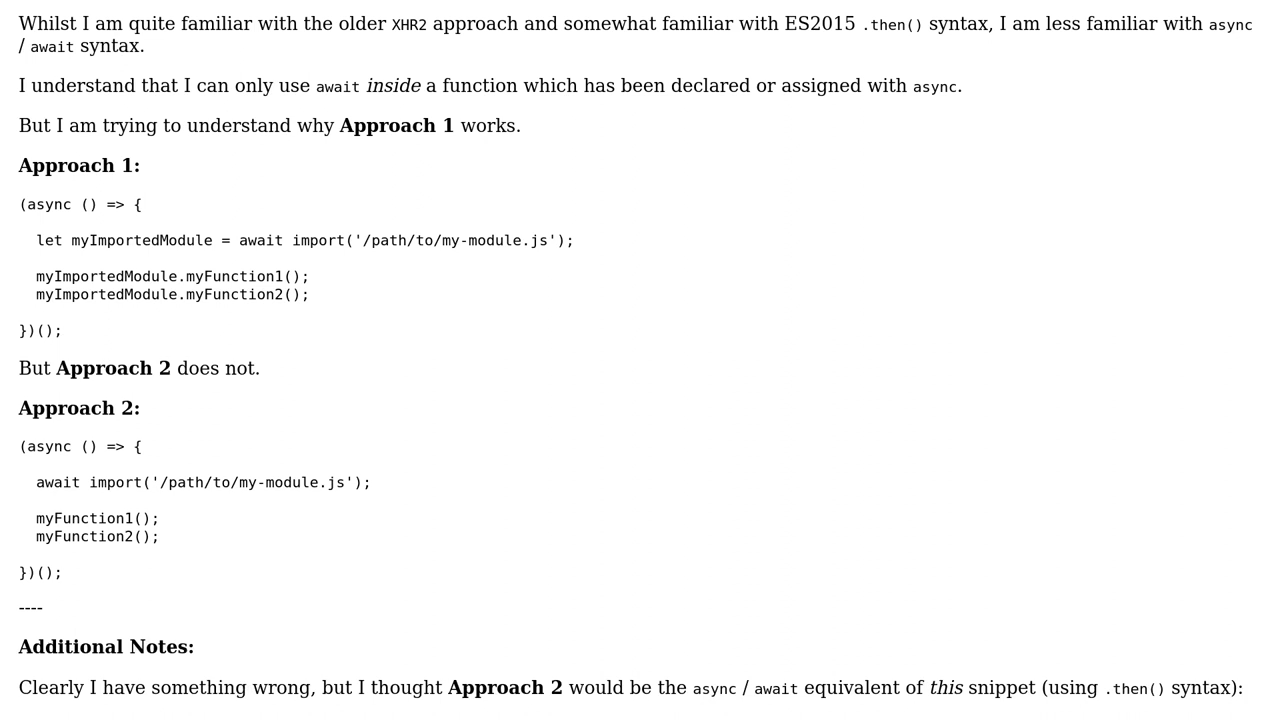 Whilst I am quite familiar with the older XHR2 approach and somewhat familiar with ES2015 .then() syntax, I am less familiar with async
/ await syntax.
I understand that I can only use await inside a function which has been declared or assigned with async.
But I am trying to understand why Approach 1 works.
Approach 1:
(async () => {
  let myImportedModule = await import('/path/to/my-module.js');
  myImportedModule.myFunction1();
  myImportedModule.myFunction2();
})();
But Approach 2 does not.
Approach 2:
(async () => {
  await import('/path/to/my-module.js');
  myFunction1();
  myFunction2();
})();
----
Additional Notes:
Clearly I have something wrong, but I thought Approach 2 would be the async / await equivalent of this snippet (using .then() syntax):